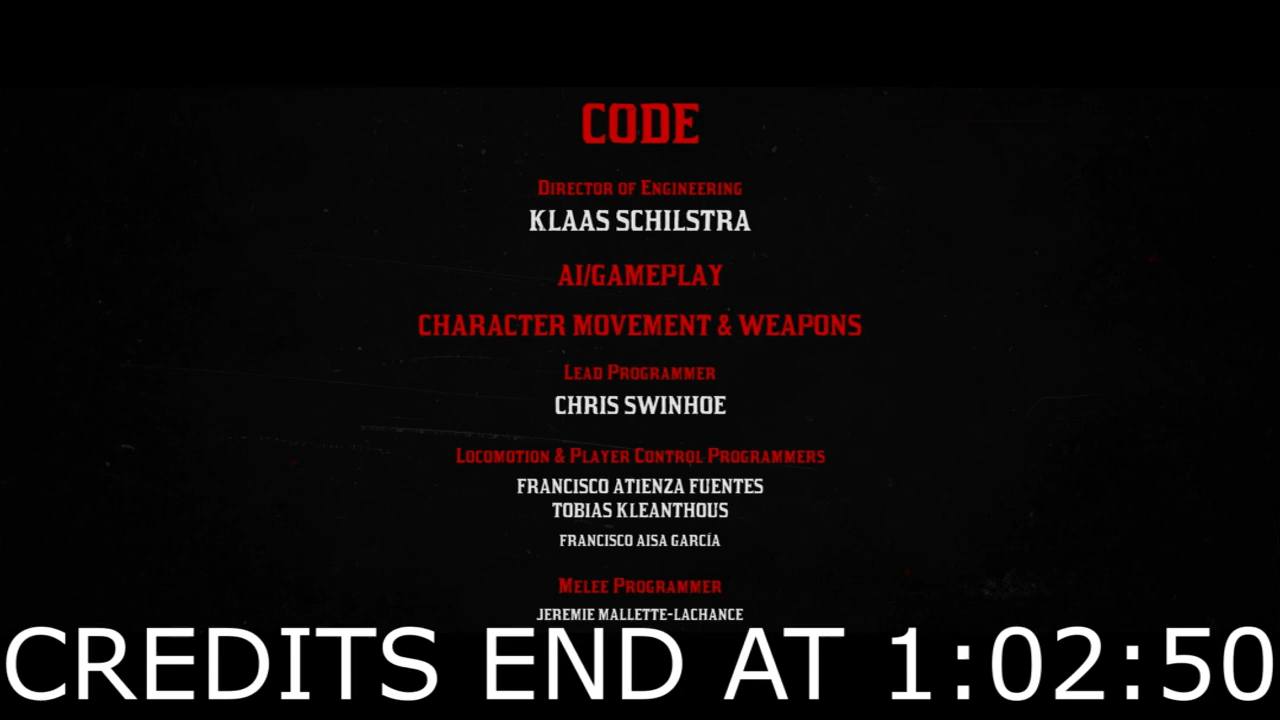 CODE
DIRECTOR OF ENGINEERING
KLAAS SCHILSTRA
AI/GAMEPLAY
CHARACTER MOVEMENT & WEAPONS
LEAD PROGRAMMER
CHRIS SWINHOE
LOCOMOTION & PLAYER CONTROL PROGRAMMERS
FRANCISCO ATIENZA FUENTES
TOBIAS KLEANTHOUS
FRANCISCO AISA GARCÍA
MELEE PROGRAMMER
JEREMIE MALLETTE-LACHANCE
CREDITS END AT 1:02:50